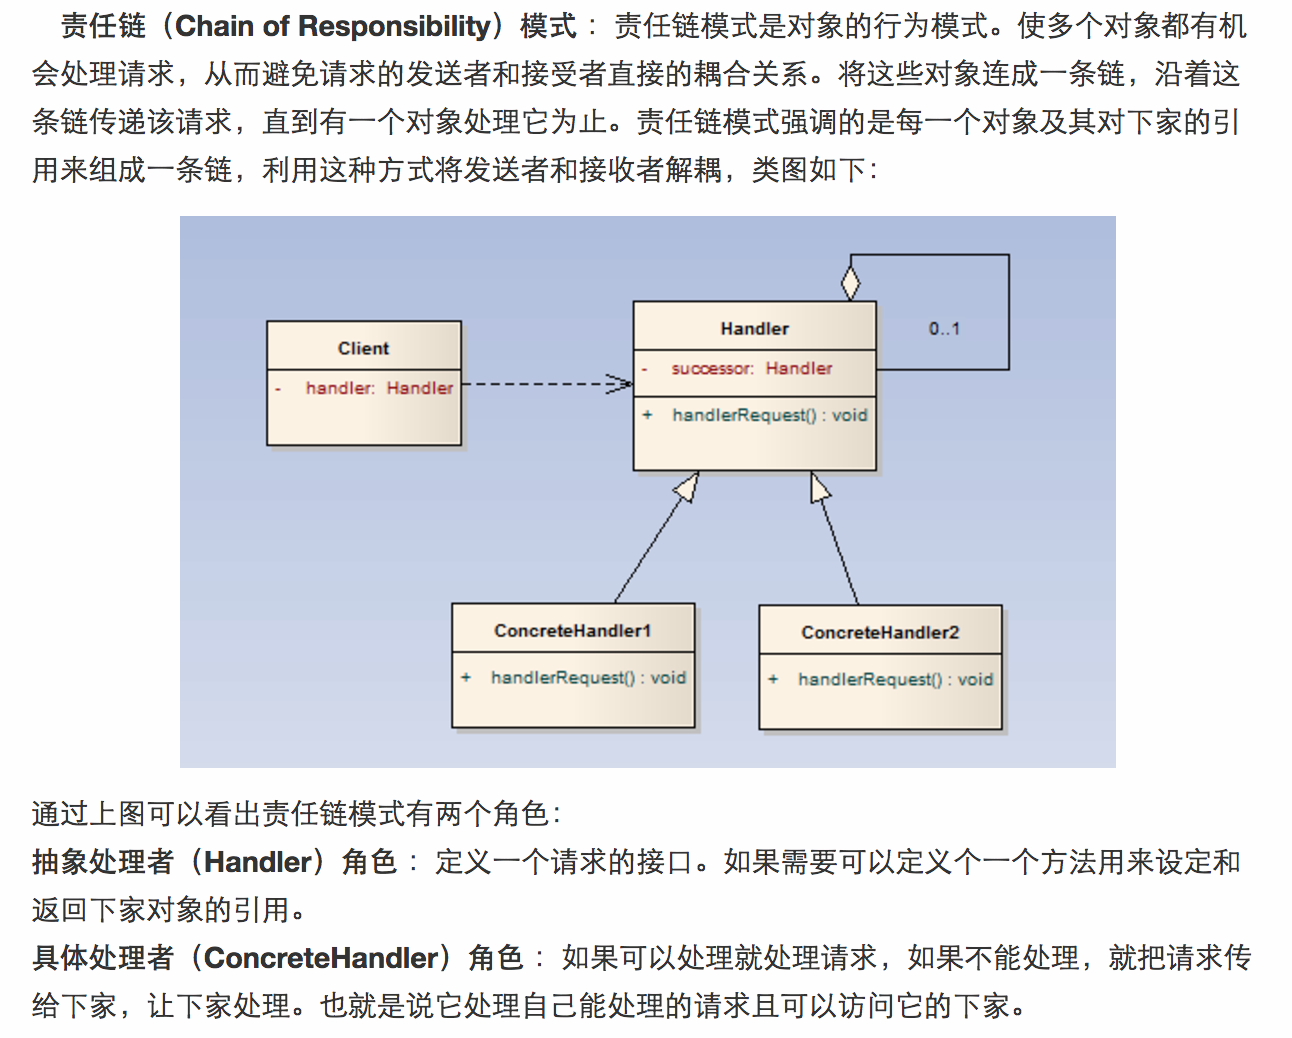 责任链（Chain of Responsibility）模式 ：责任链模式是对象的行为模式。使多个对象都有机
会处理请求，从而避免请求的发送者和接受者直接的耦合关系。将这些对象连成一条链，沿着这
条链传递该请求，直到有一个对象处理它为止。责任链模式强调的是每一个对象及其对下家的引
用来组成一条链，利用这种方式将发送者和接收者解耦，类图如下：
Client
- handler: Handler
Handler
- successor: Handler
+ handlerRequest() : void
0..1
ConcreteHandler1
+ handlerRequest() : void
ConcreteHandler2
+ handlerRequest() : void
通过上图可以看出责任链模式有两个角色：
抽象处理者（Handler）角色 ：定义一个请求的接口。如果需要可以定义个一个方法用来设定和
返回下家对象的引用。
具体处理者（ConcreteHandler）角色 ：如果可以处理就处理请求，如果不能处理，就把请求传
给下家，让下家处理。也就是说它处理自己能处理的请求且可以访问它的下家。